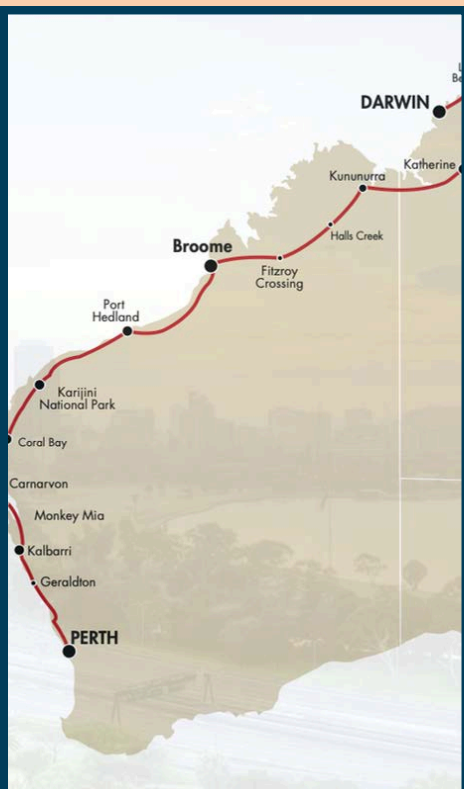 L
Be
DARWIN
Katherine
Kununurra
Halls Creek
Broome
Fitzroy
Crossing
Port
Hedland
Karijini
National Park
Coral Bay
Carnarvon
Monkey Mia
Kalbarri
Geraldton
PERTH